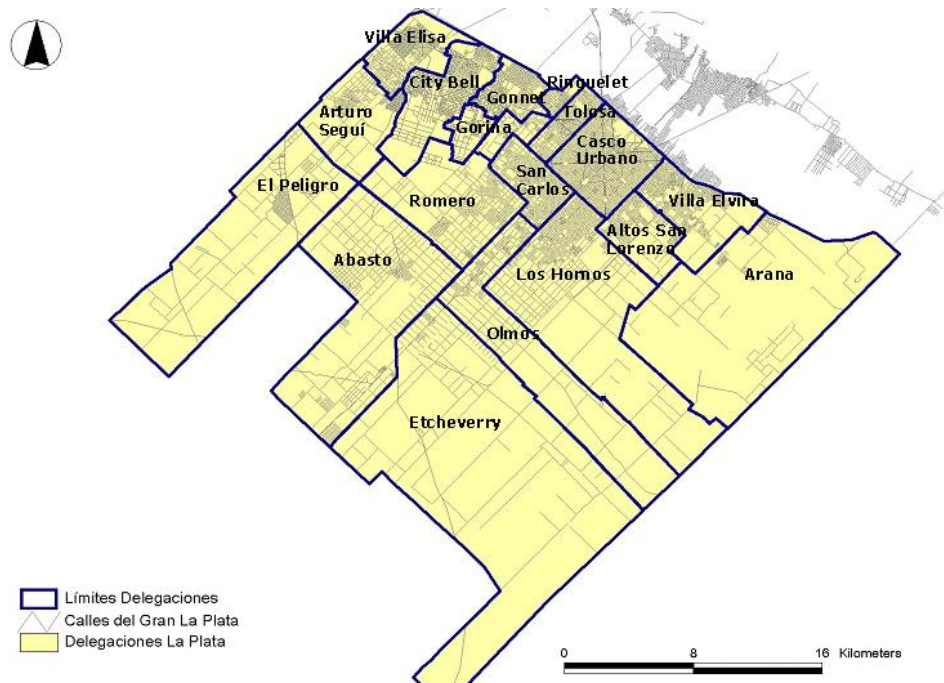 Villa Elisa
City Bell
Ringuelet
Gonnet
Tolosa
Arturo
Seguí
Gorina
Casco
Urbano
San
Carlos
El Peligro
Romero
Villa Elvira
Altos San
Lorenzo
Abasto
Los Hornos
Arana
Olmos
Etcheverry
Límites Delegaciones
Calles del Gran La Plata
Delegaciones La Plata
0 8 16 Kilometers